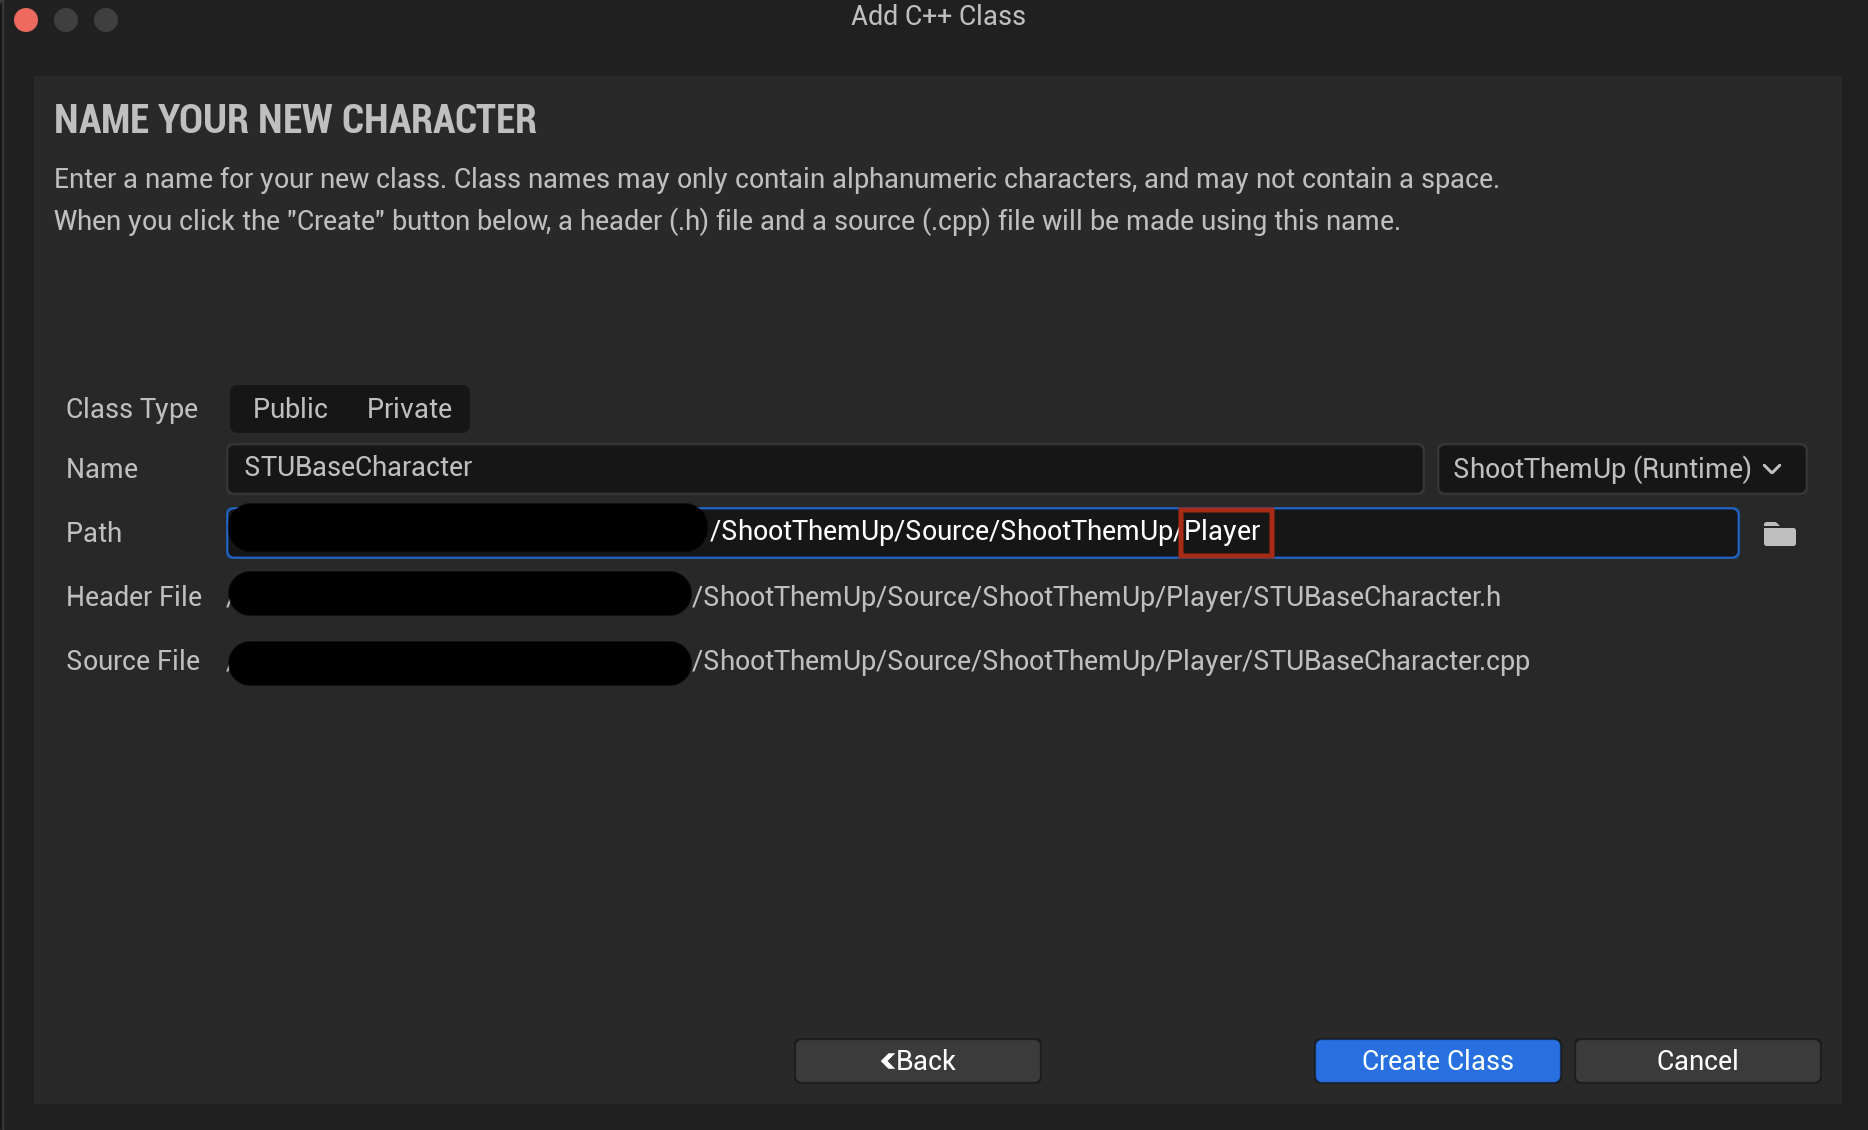 Add C++ Class
NAME YOUR NEW CHARACTER
Enter a name for your new class. Class names may only contain alphanumeric characters, and may not contain a space.
When you click the "Create" button below, a header (.h) file and a source (.cpp) file will be made using this name.
Class Type Public Private
Name STUBaseCharacter ShootThemUp (Runtime)
Path /ShootThemUp/Source/ShootThemUp/Player
Header File /ShootThemUp/Source/ShootThemUp/Player/STUBaseCharacter.h
Source File /ShootThemUp/Source/ShootThemUp/Player/STUBaseCharacter.cpp
<Back Create Class Cancel